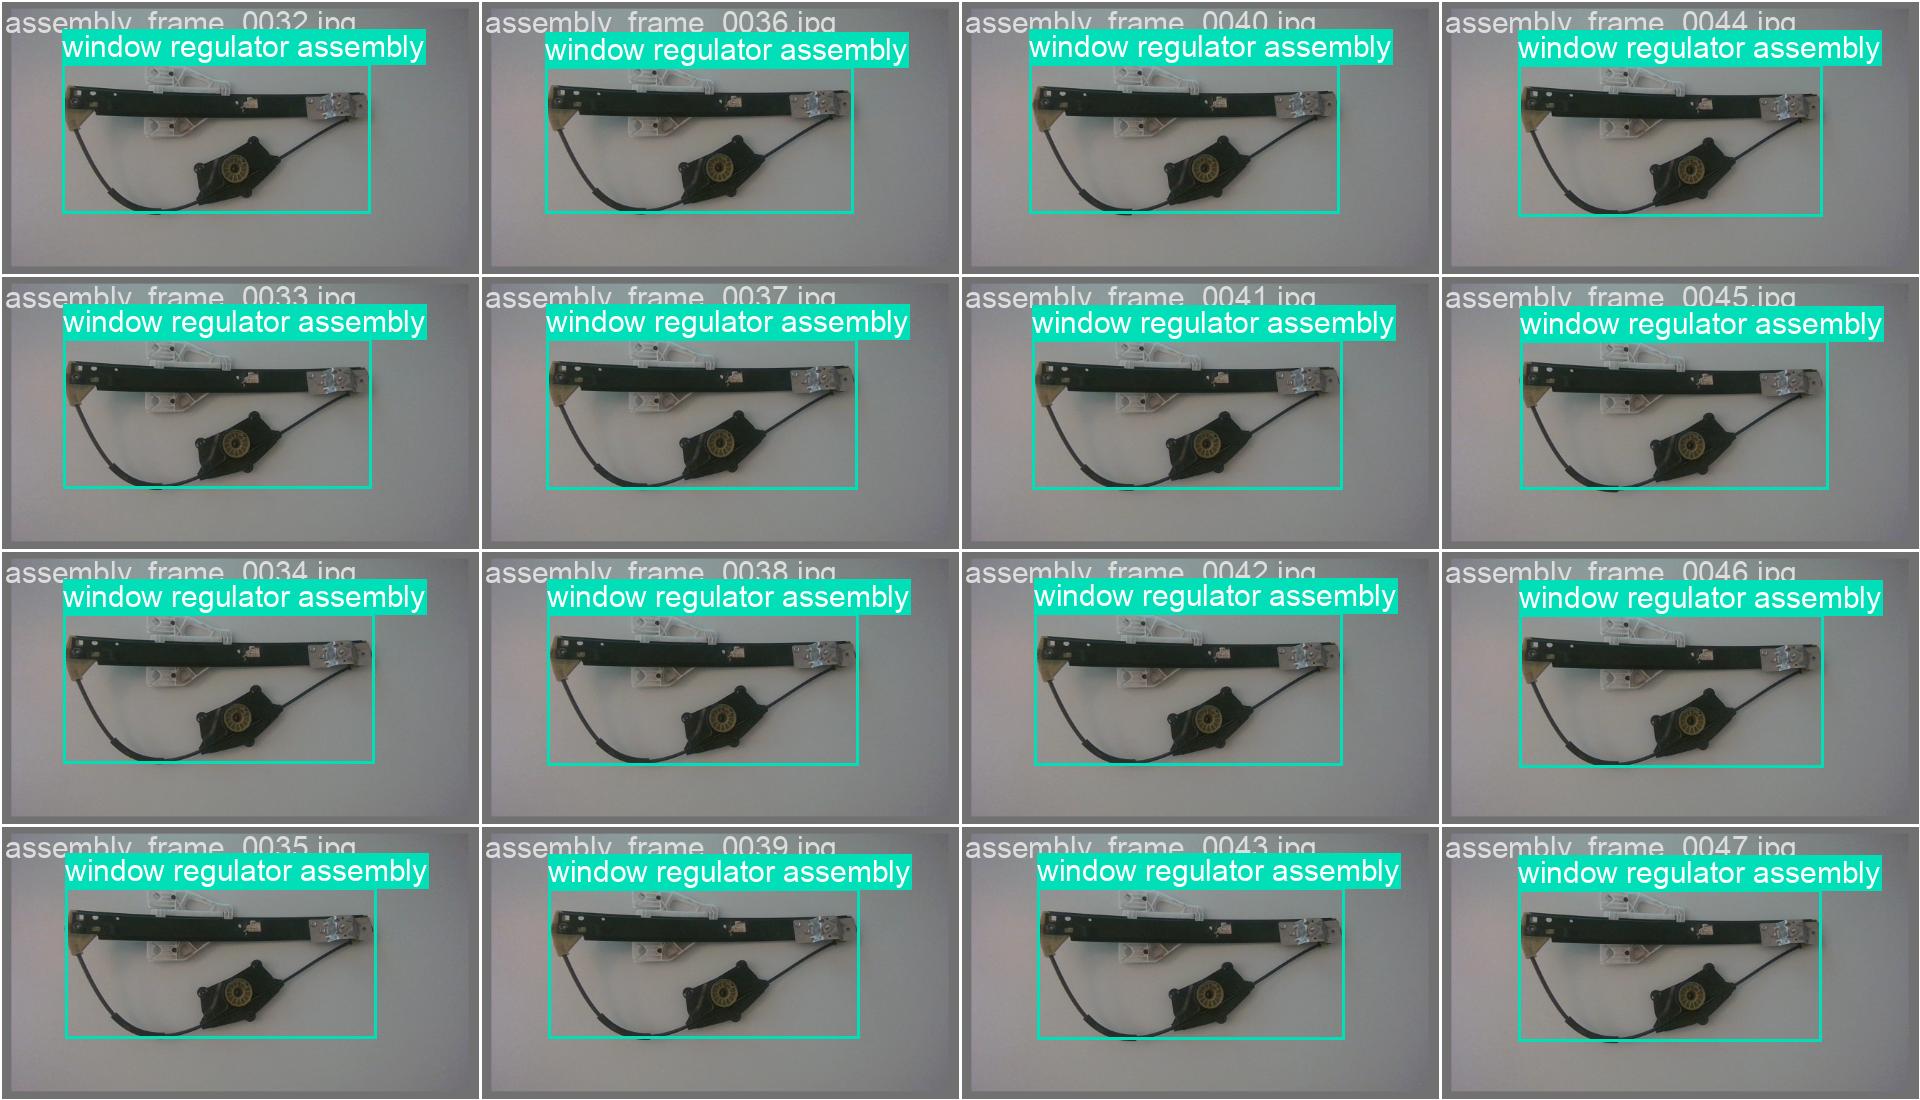 assembly_frame_0032.jpg
window regulator assembly
assembly_frame_0036.jpg
window regulator assembly
assembly_frame_0040.jpg
window regulator assembly
assembly_frame_0044.jpg
window regulator assembly
assembly_frame_0033.jpg
window regulator assembly
assembly_frame_0037.jpg
window regulator assembly
assembly_frame_0041.jpg
window regulator assembly
assembly_frame_0045.jpg
window regulator assembly
assembly_frame_0034.jpg
window regulator assembly
assembly_frame_0038.jpg
window regulator assembly
assembly_frame_0042.jpg
window regulator assembly
assembly_frame_0046.jpg
window regulator assembly
assembly_frame_0035.jpg
window regulator assembly
assembly_frame_0039.jpg
window regulator assembly
assembly_frame_0043.jpg
window regulator assembly
assembly_frame_0047.jpg
window regulator assembly